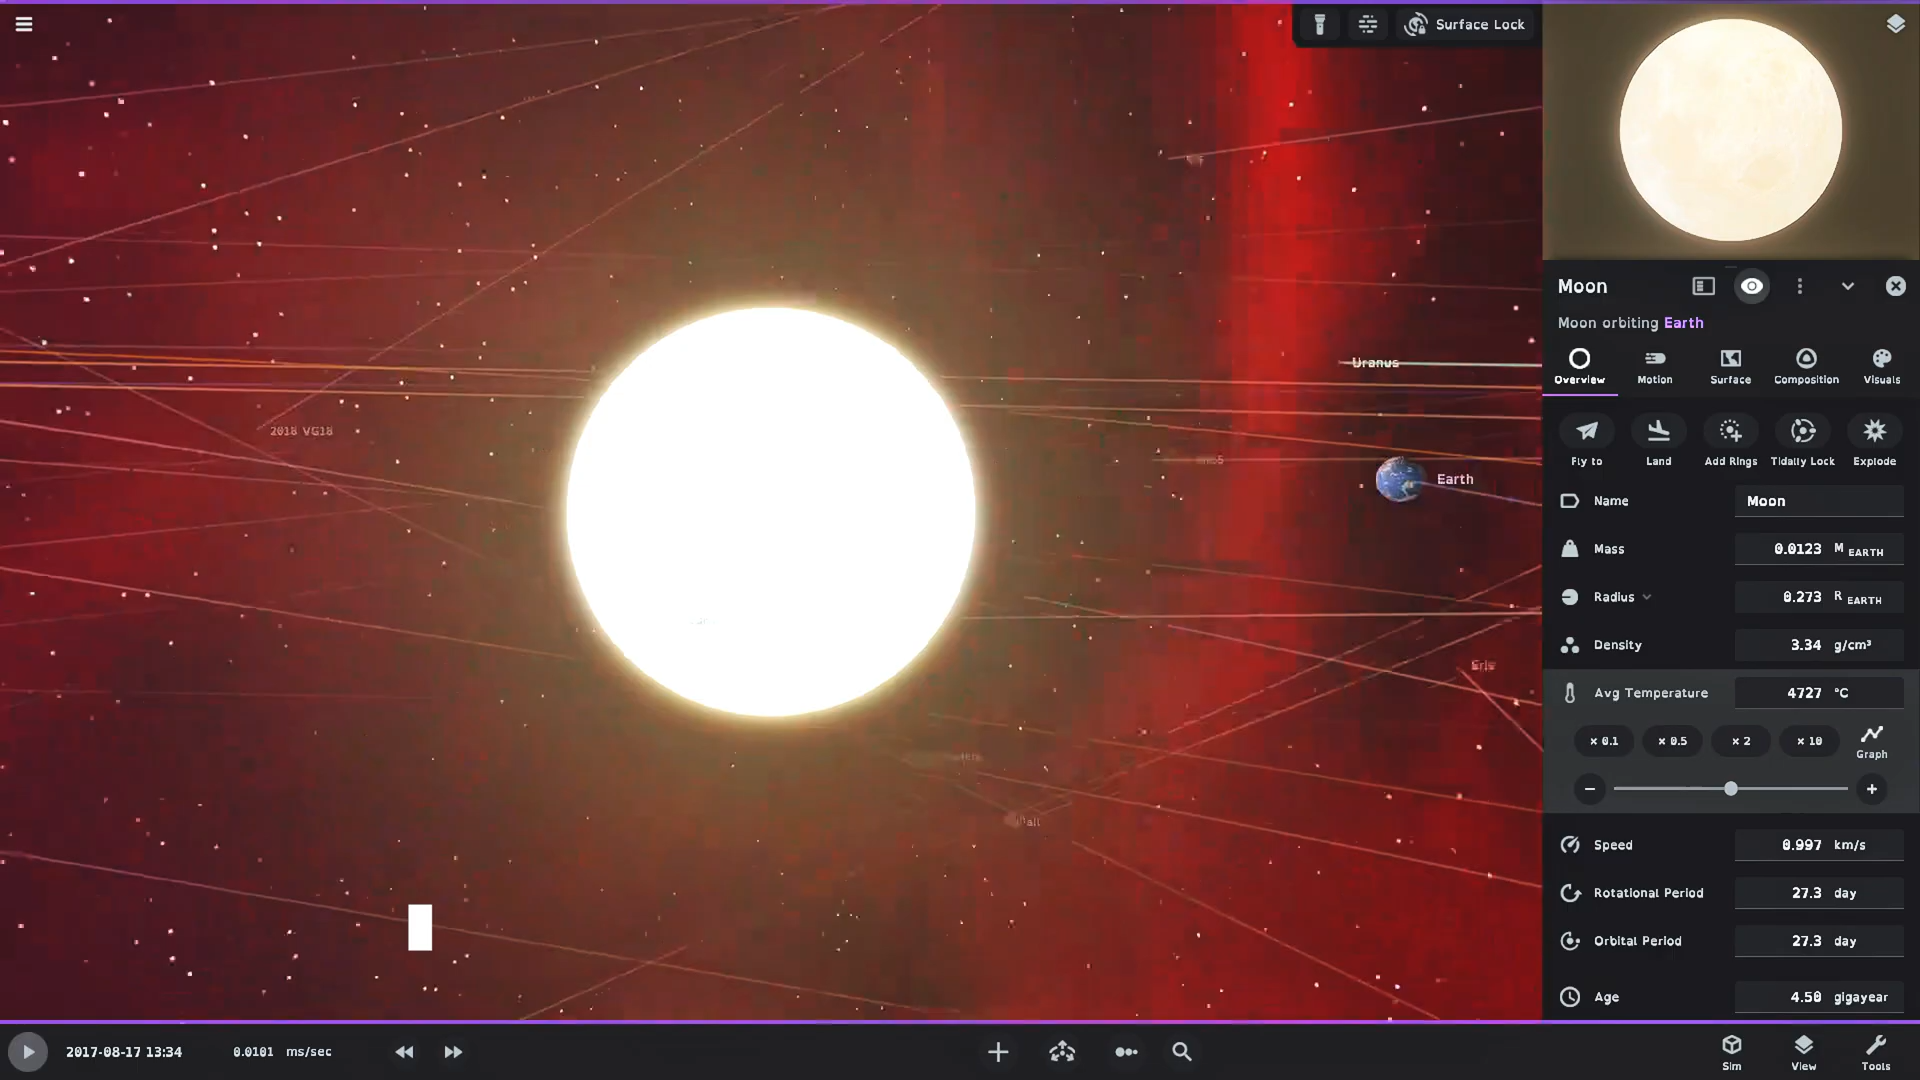 Surface Lock
Moon
Moon orbiting Earth
Overview
Motion
Surface
Composition
Visuals
Fly to
Land
Add Rings
Tidally Lock
Explode
Name
Moon
Mass
0.0123 M EARTH
Radius
0.273 R EARTH
Density
3.34 g/cm³
Avg Temperature
4727 °C
× 0.1
× 0.5
× 2
× 10
Graph
Speed
0.997 km/s
Rotational Period
27.3 day
Orbital Period
27.3 day
Age
4.50 gigayear
Uranus
2018 VG18
Earth
Eris
2017-08-17 13:34
0.0101 ms/sec
Sim
View
Tools